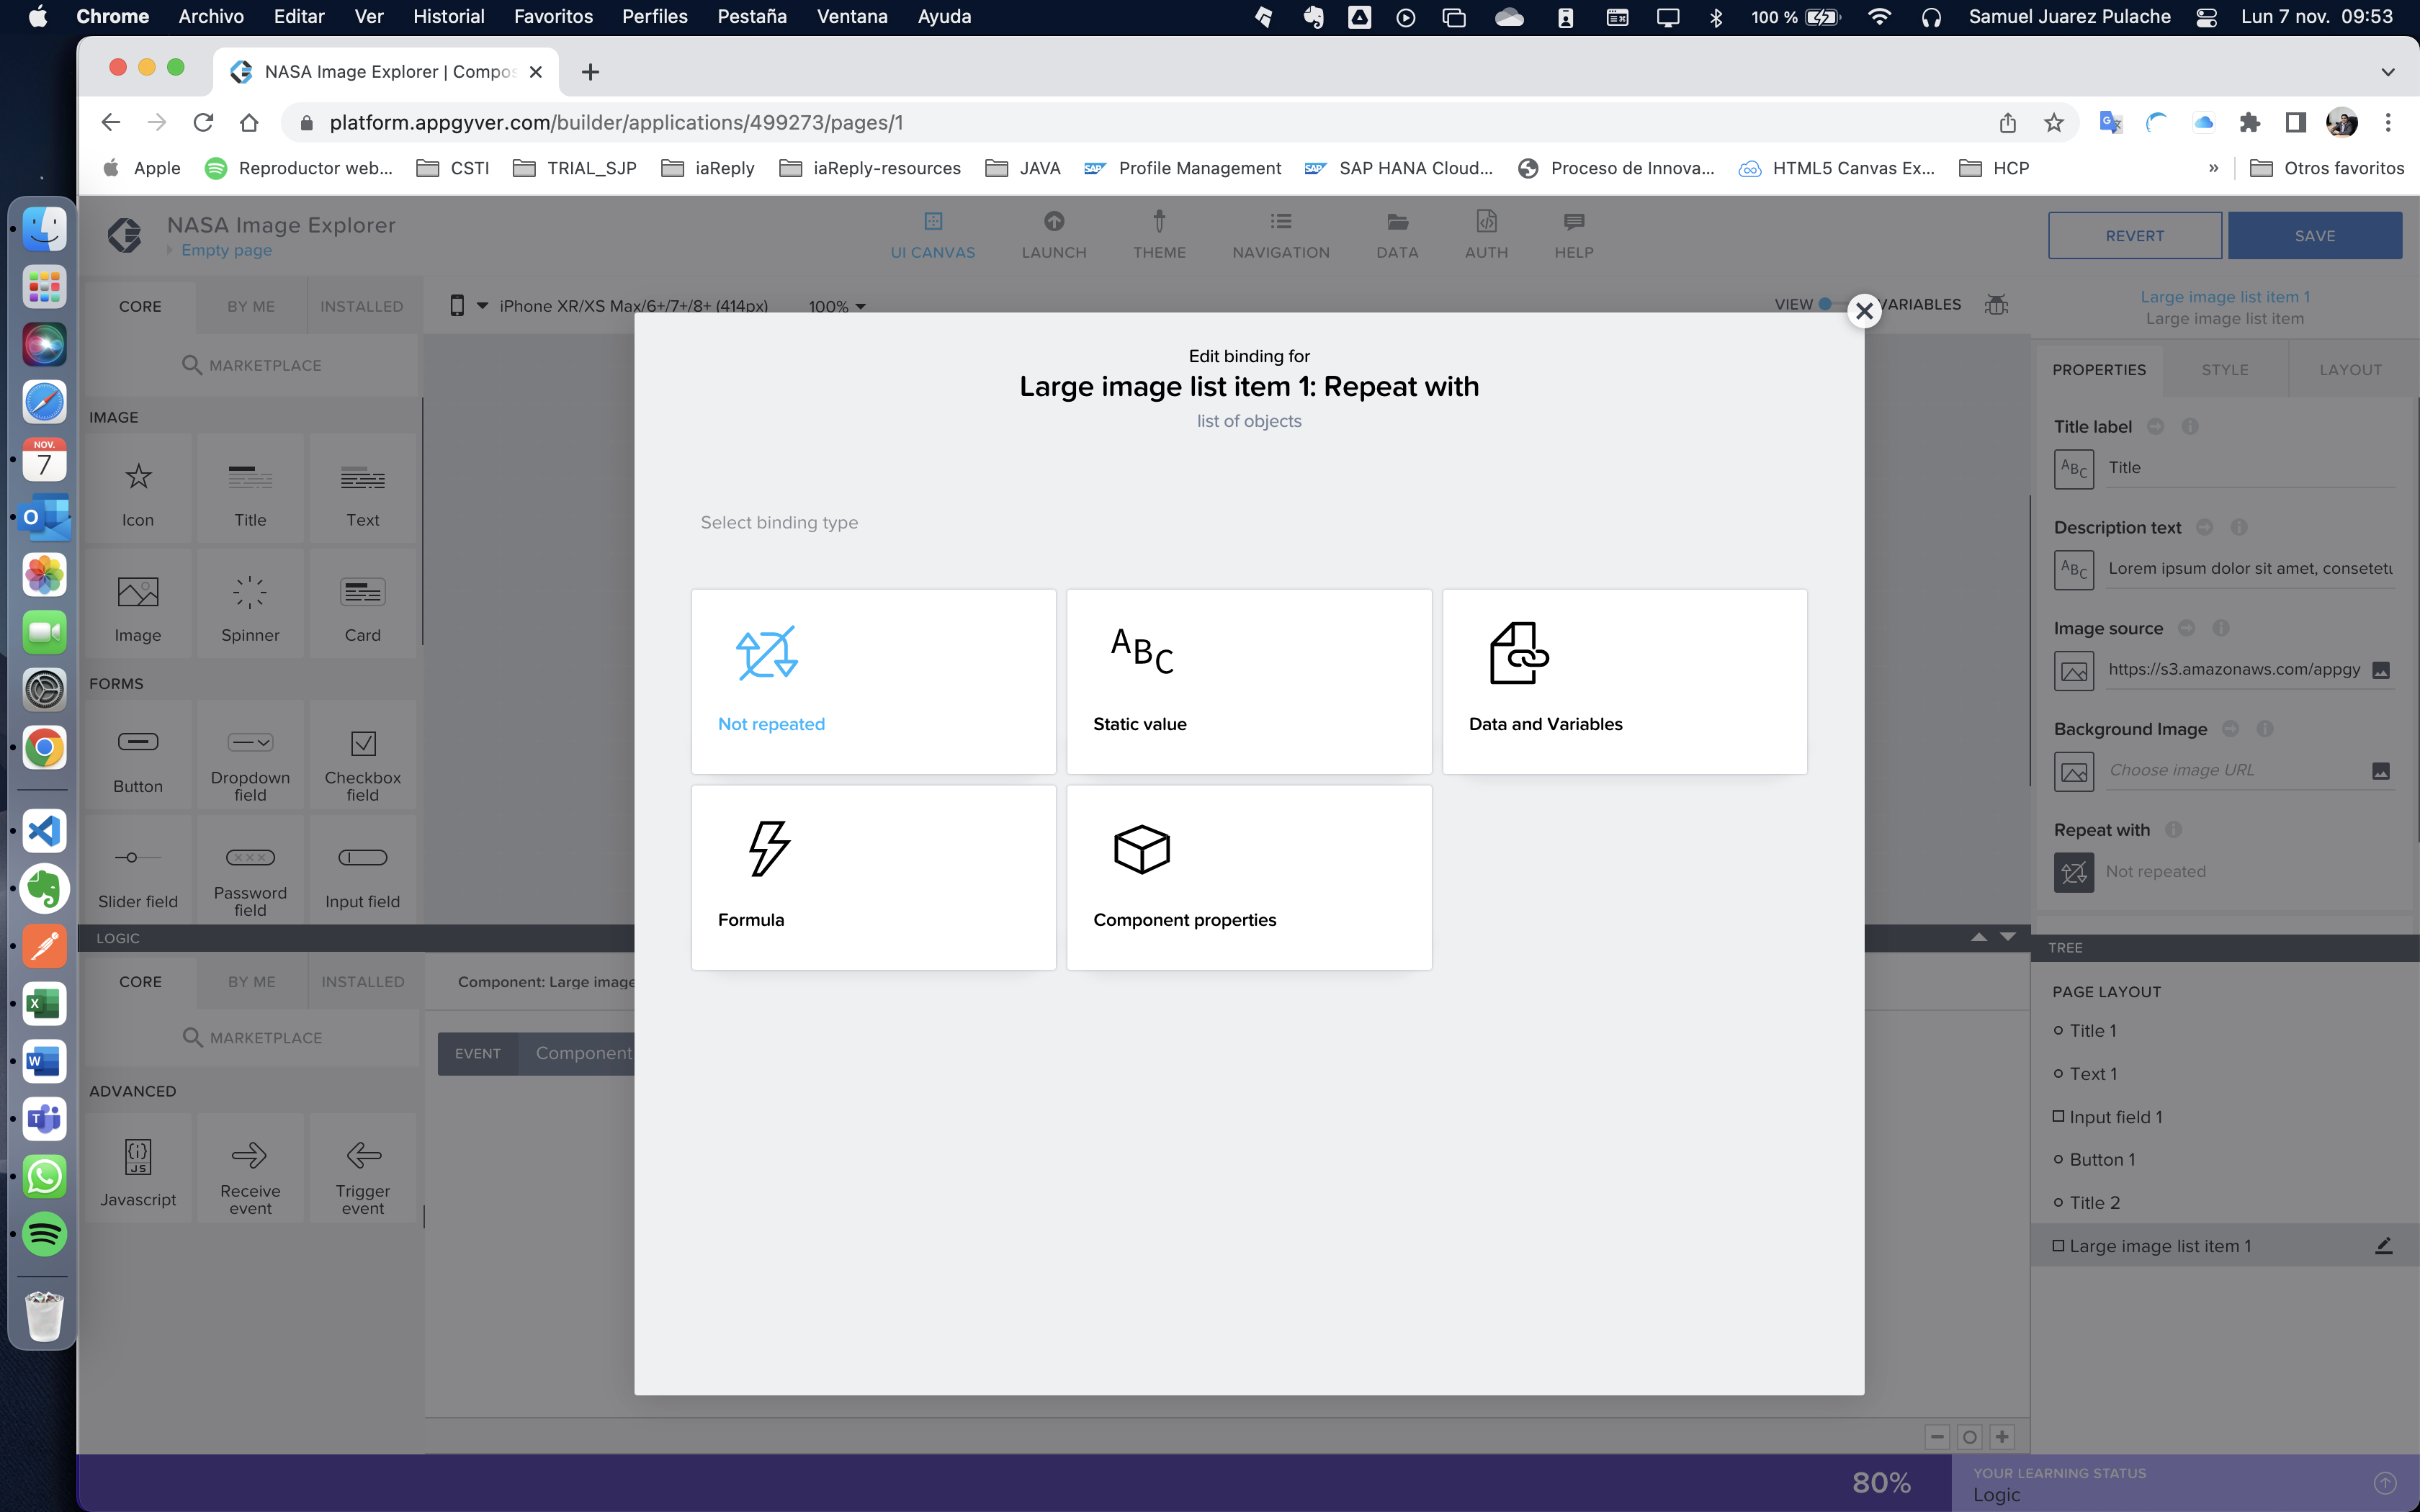 Chrome Archivo Editar Ver Historial Favoritos Perfiles Pestaña Ventana Ayuda 100 % Samuel Juarez Pulache Lun 7 nov. 09:53
NASA Image Explorer | Compos
platform.appgyver.com/builder/applications/499273/pages/1
Apple Reproductor web... CSTI TRIAL_SJP iaReply iaReply-resources JAVA SAP Profile Management SAP SAP HANA Cloud... Proceso de Innova... HTML5 Canvas Ex... HCP » Otros favoritos
NASA Image Explorer
Empty page
UI CANVAS LAUNCH THEME NAVIGATION DATA AUTH HELP
REVERT SAVE
CORE BY ME INSTALLED
iPhone XR/XS Max/6+/7+/8+ (414px) 100%
VIEW VARIABLES
Large image list item 1
Large image list item
MARKETPLACE
IMAGE
Icon Title Text
Image Spinner Card
FORMS
Button Dropdown field Checkbox field
Slider field Password field Input field
Edit binding for
Large image list item 1: Repeat with
list of objects
Select binding type
Not repeated
ABC
Static value
Data and Variables
Formula
Component properties
PROPERTIES STYLE LAYOUT
Title label
ABC Title
Description text
ABC Lorem ipsum dolor sit amet, consetetu
Image source
https://s3.amazonaws.com/appgy
Background Image
Choose image URL
Repeat with
Not repeated
LOGIC
CORE BY ME INSTALLED
Component: Large image
MARKETPLACE
EVENT Component
ADVANCED
{i}
JS
Javascript Receive event Trigger event
TREE
PAGE LAYOUT
Title 1
Text 1
Input field 1
Button 1
Title 2
Large image list item 1
80%
YOUR LEARNING STATUS
Logic
NOV.
7